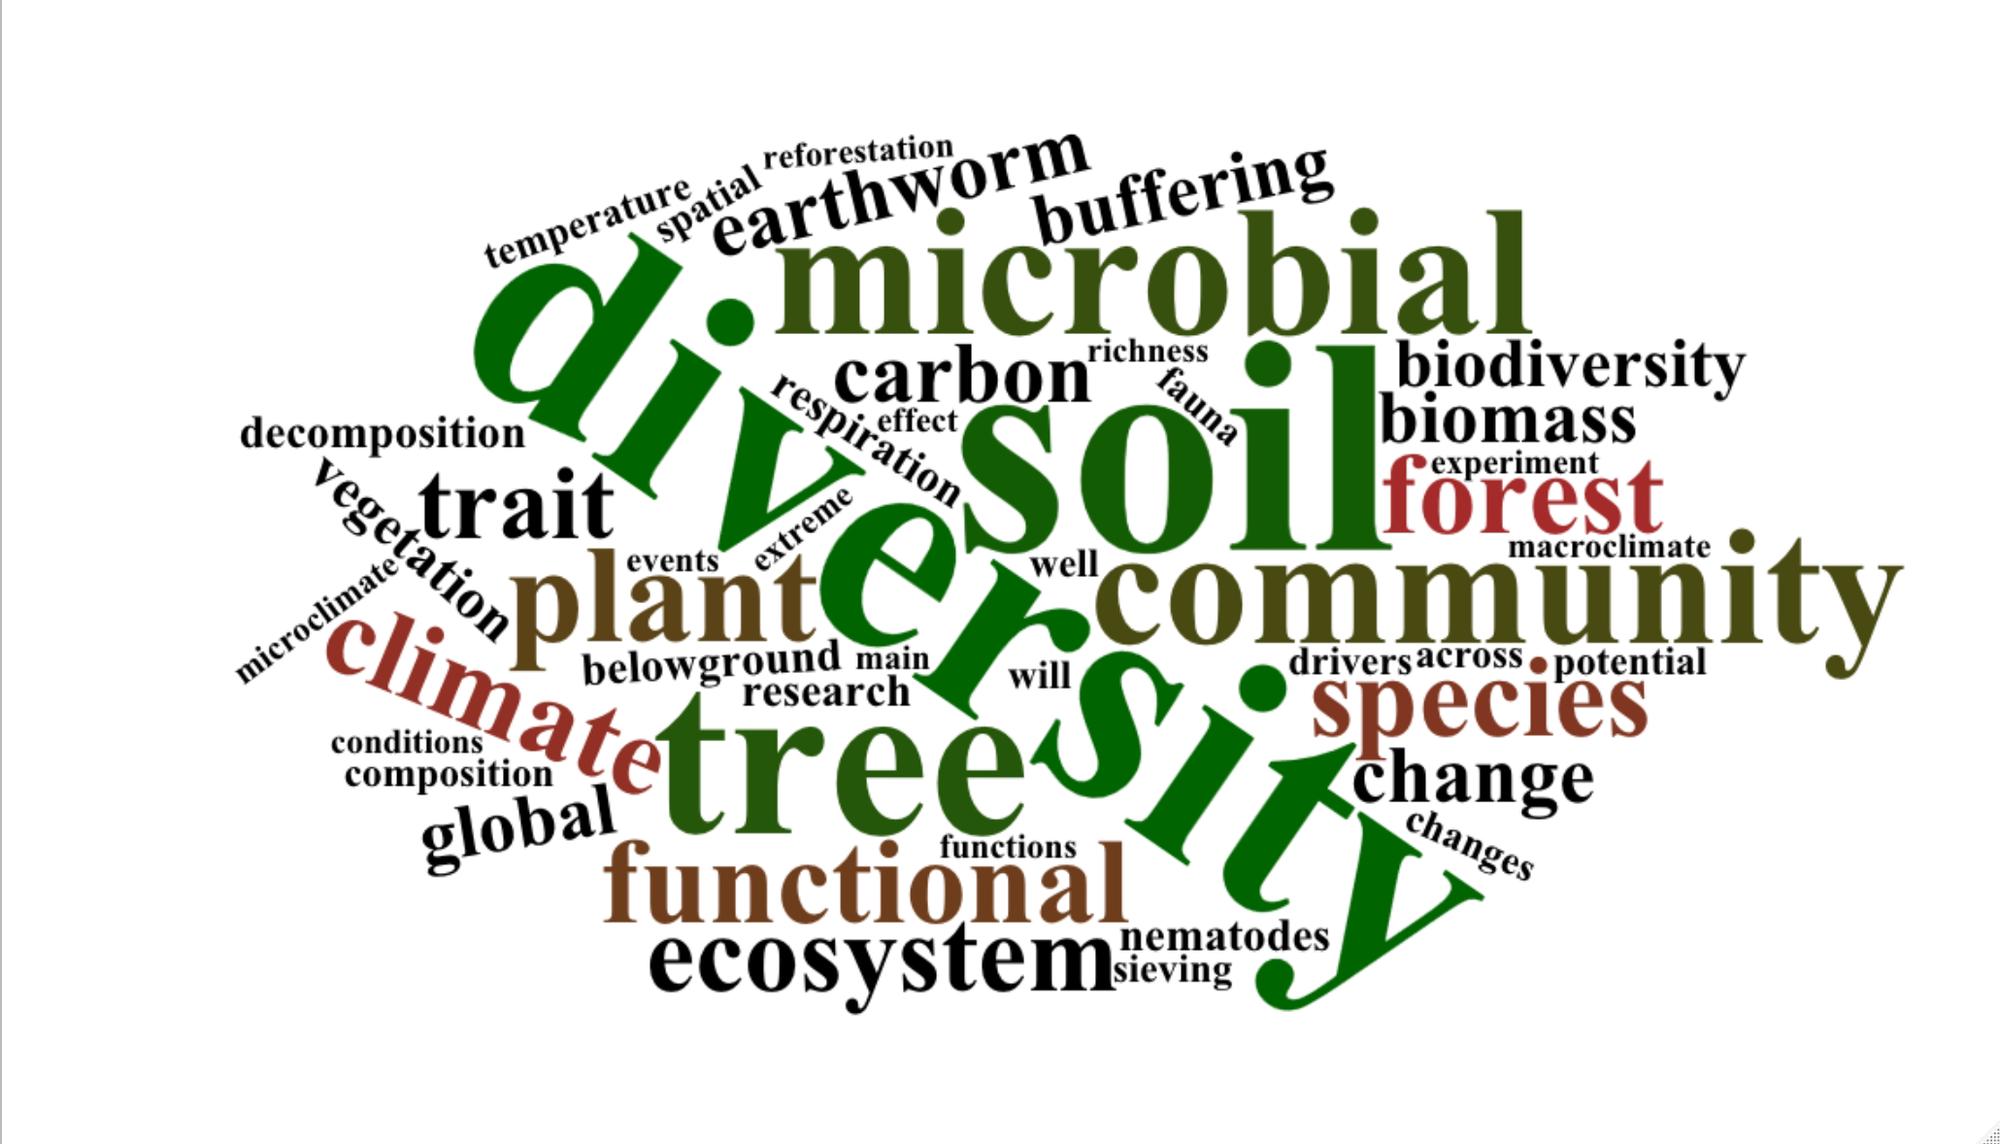 reforestation
temperature
spatial
earthworm
buffering
microbial
diversity
carbon
richness
biodiversity
respiration
effect
fauna
soil
biomass
decomposition
experiment
forest
vegetation
trait
extreme
events
well
macroclimate
plant
community
microclimate
climate
belowground
main
will
drivers
across
potential
research
species
conditions
tree
composition
change
global
changes
functions
functional
ecosystem
nematodes
sieving